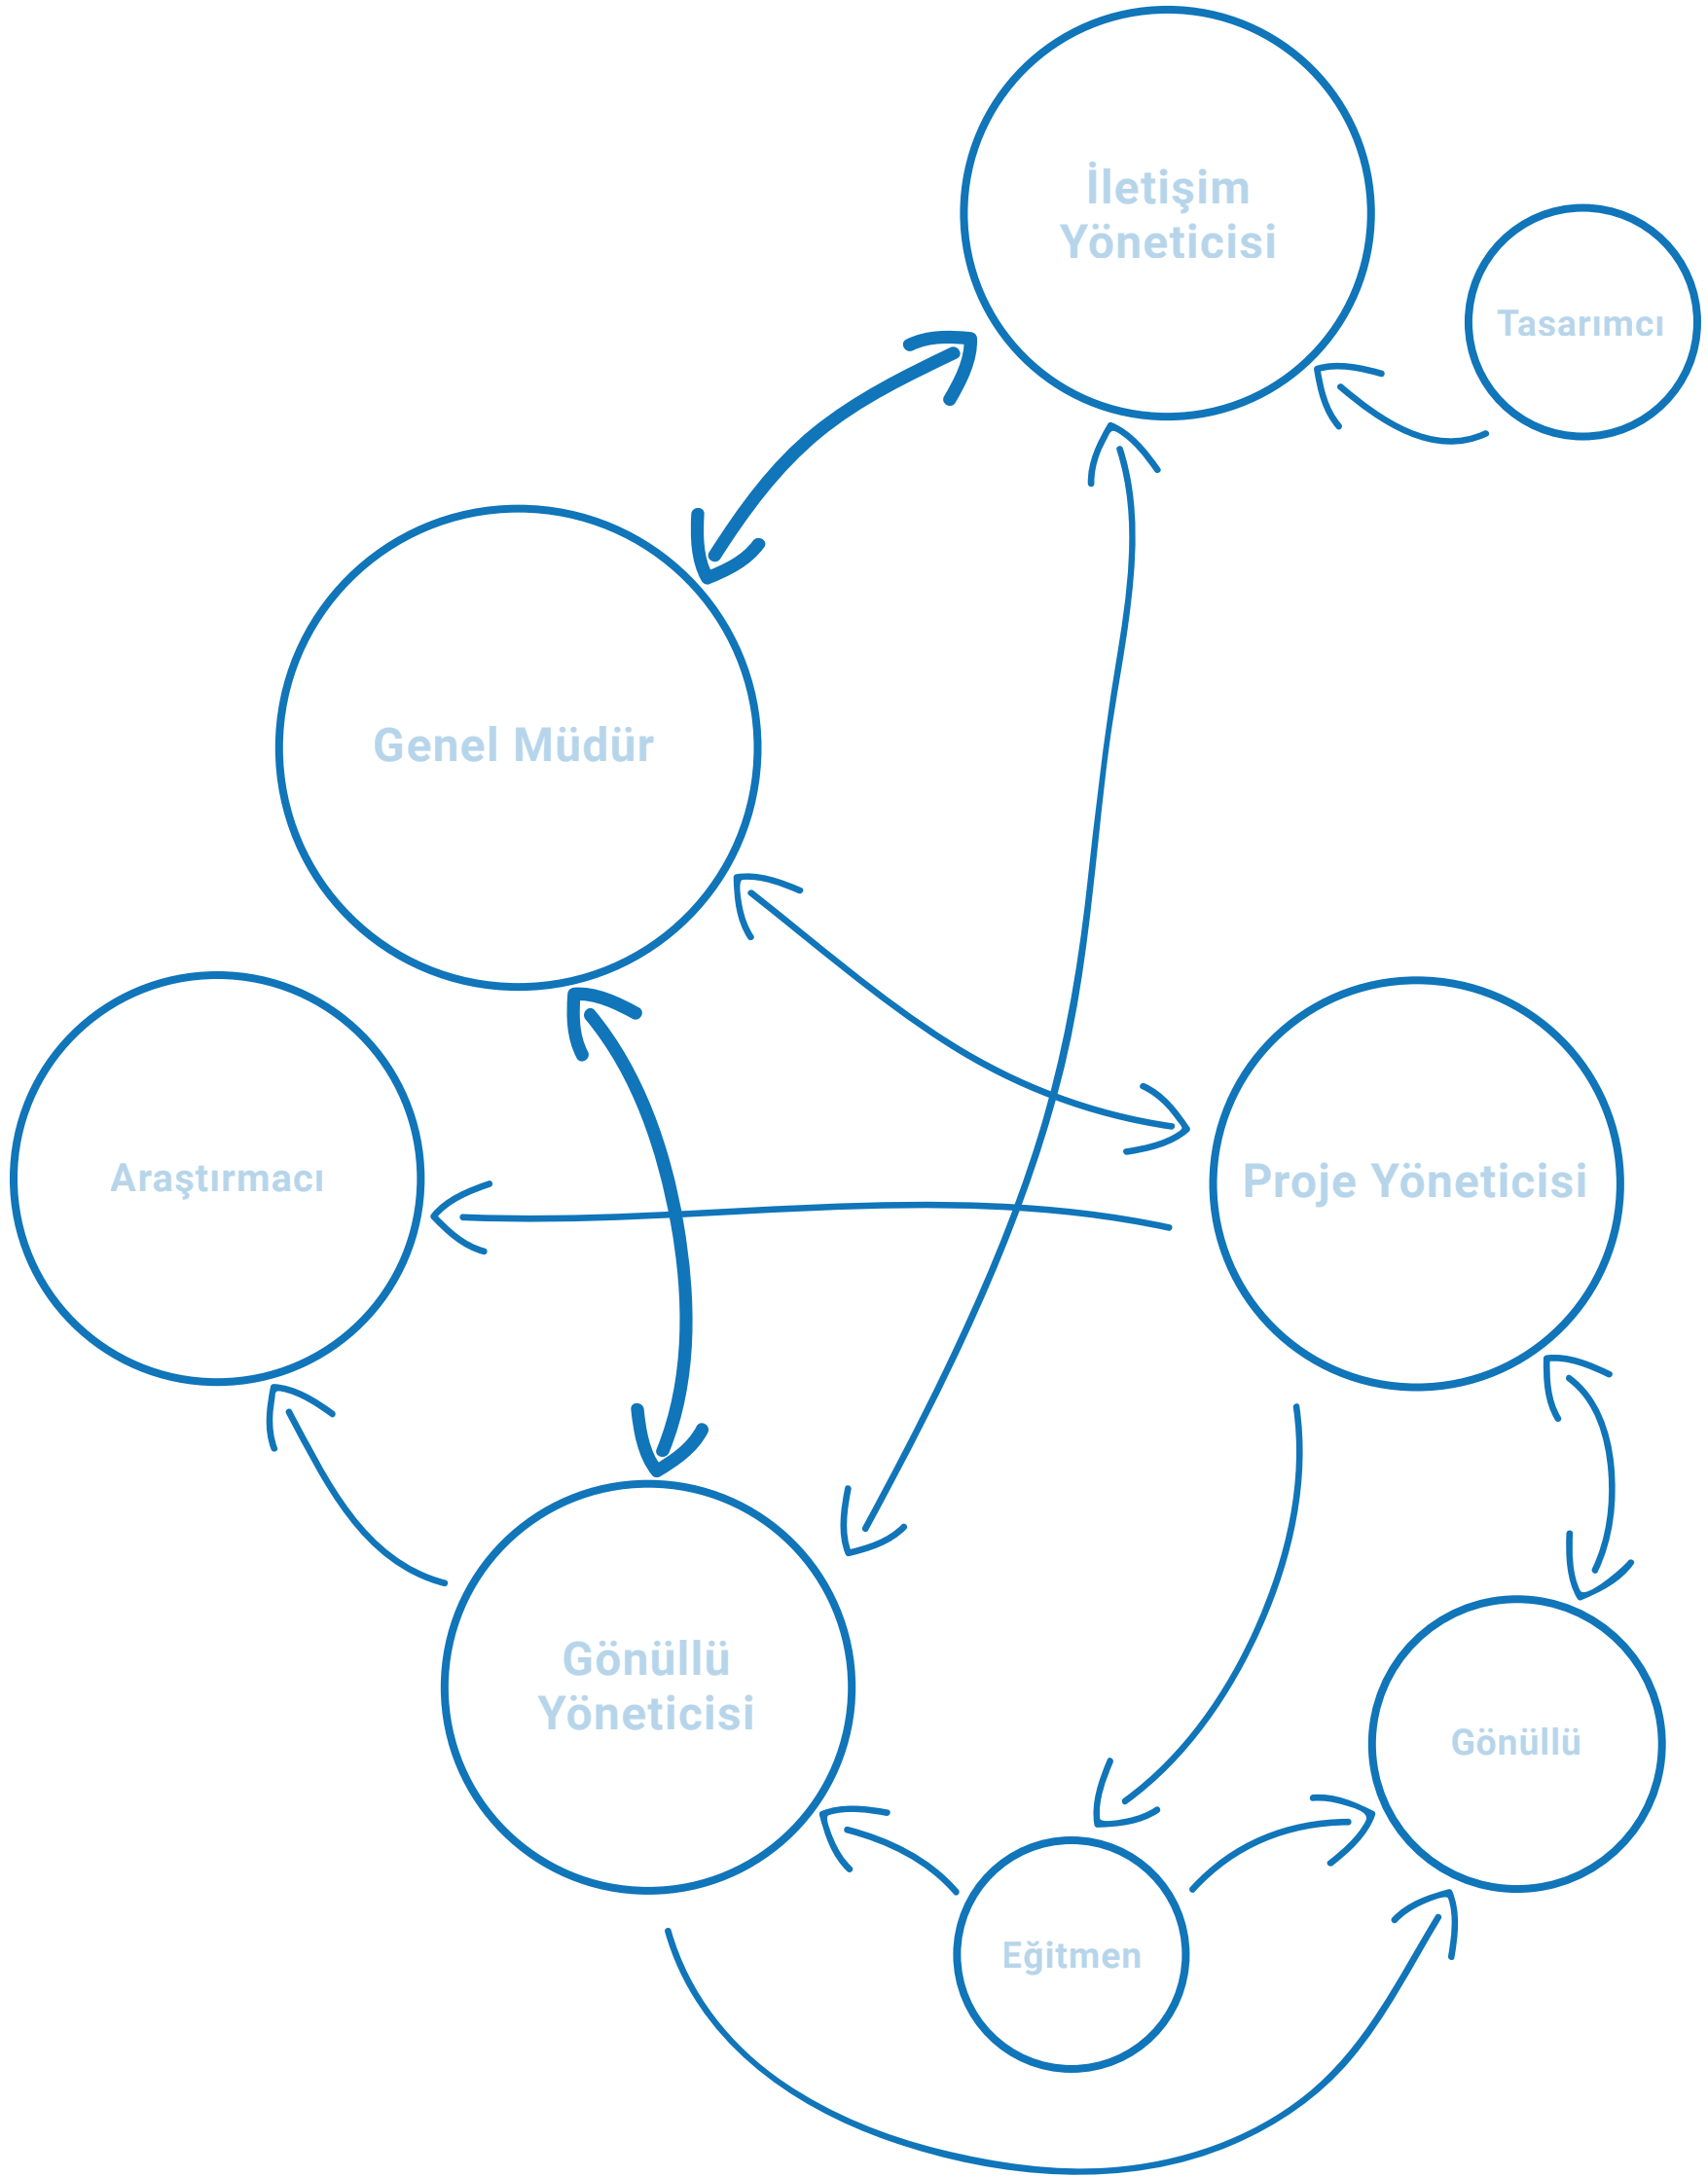 İletişim
Yöneticisi
Tasarımcı
Genel Müdür
Araştırmacı
Proje Yöneticisi
Gönüllü
Yöneticisi
Gönüllü
Eğitmen